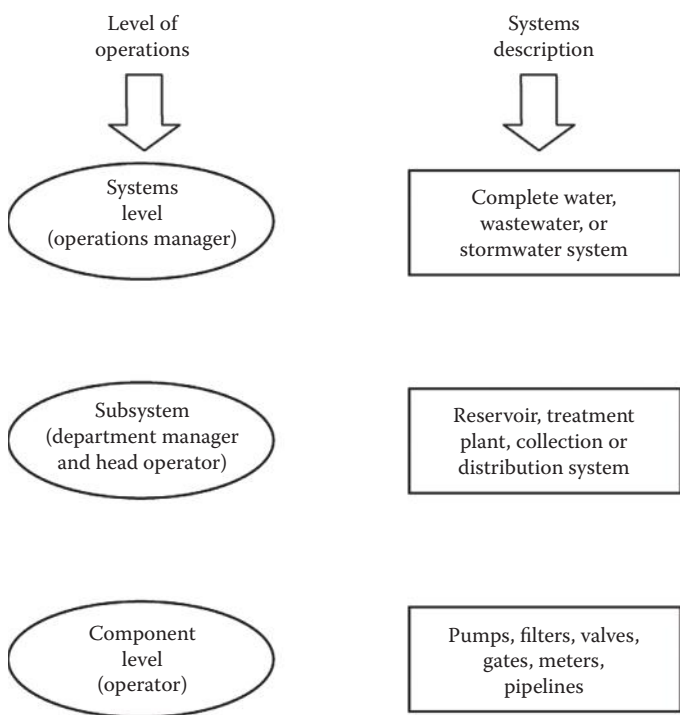 Level of
operations
Systems
description
Systems
level
(operations manager)
Complete water,
wastewater, or
stormwater system
Subsystem
(department manager
and head operator)
Reservoir, treatment
plant, collection or
distribution system
Component
level
(operator)
Pumps, filters, valves,
gates, meters,
pipelines